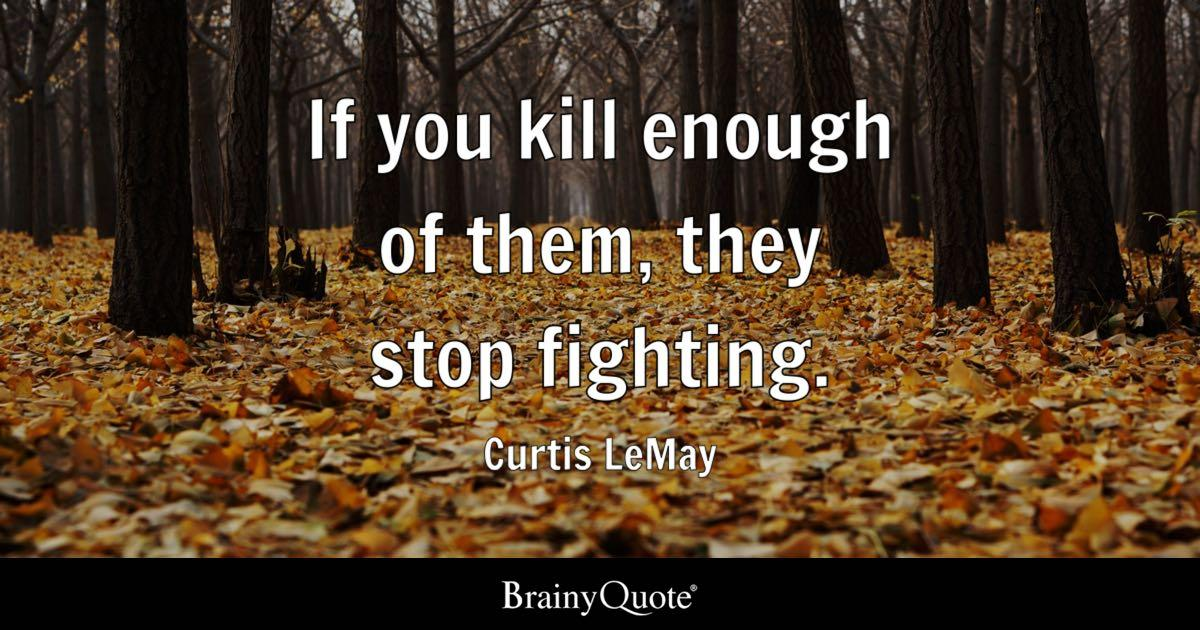 If you kill enough
of them, they
stop fighting.
Curtis LeMay
BrainyQuote®